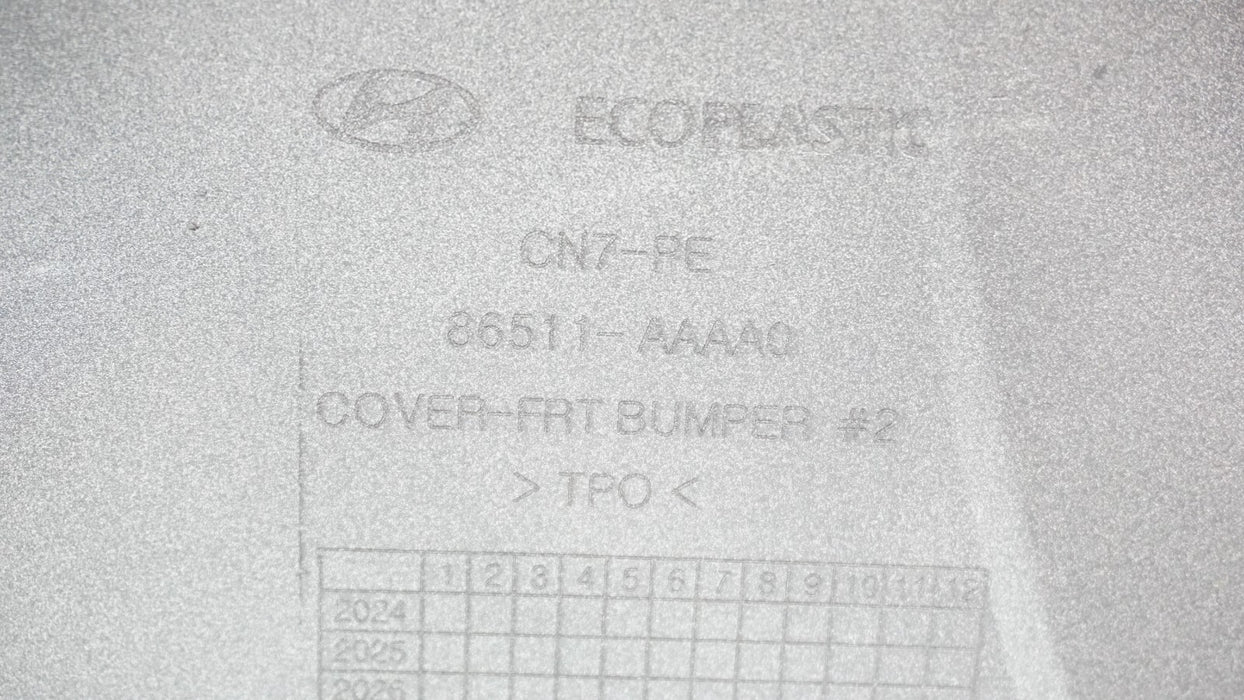 ECOPLASTIC
CN7-PE
86511-AAAA0
COVER-FRT BUMPER #2
> TPO <
1 2 3 4 5 6 7 8 9 10 11 12
2024
2025
2026